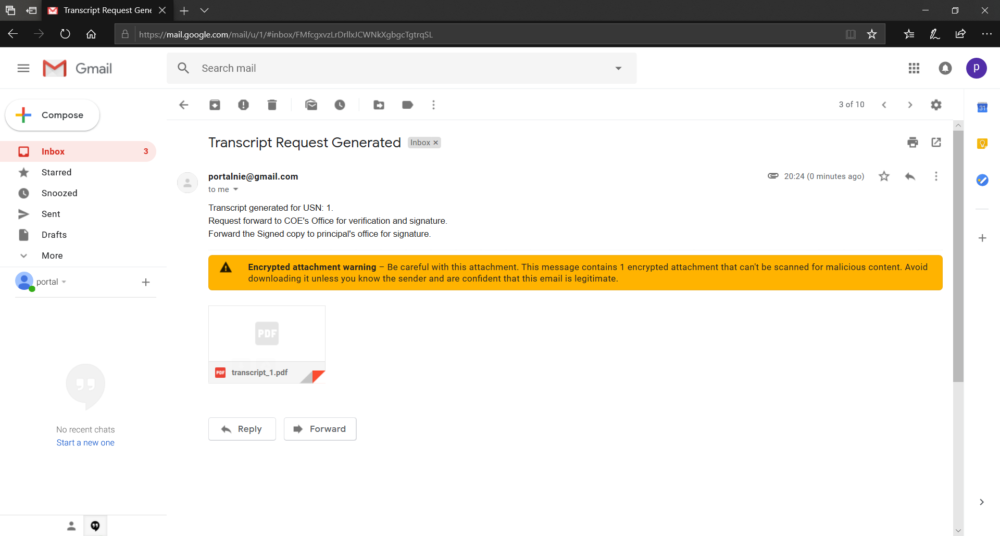 Transcript Request Gene
https://mail.google.com/mail/u/1/#inbox/FMfcgxvzLrDrllxJCWNkXgbgcTgtrqSL
Gmail
Search mail
p
Compose
3 of 10
31
Transcript Request Generated
Inbox ×
Inbox 3
Starred
Snoozed
Sent
Drafts
More
portal
portalnie@gmail.com
20:24 (0 minutes ago)
to me
Transcript generated for USN: 1.
Request forward to COE's Office for verification and signature.
Forward the Signed copy to principal's office for signature.
Encrypted attachment warning – Be careful with this attachment. This message contains 1 encrypted attachment that can't be scanned for malicious content. Avoid
downloading it unless you know the sender and are confident that this email is legitimate.
PDF
PDF transcript_1.pdf
Reply
Forward
No recent chats
Start a new one